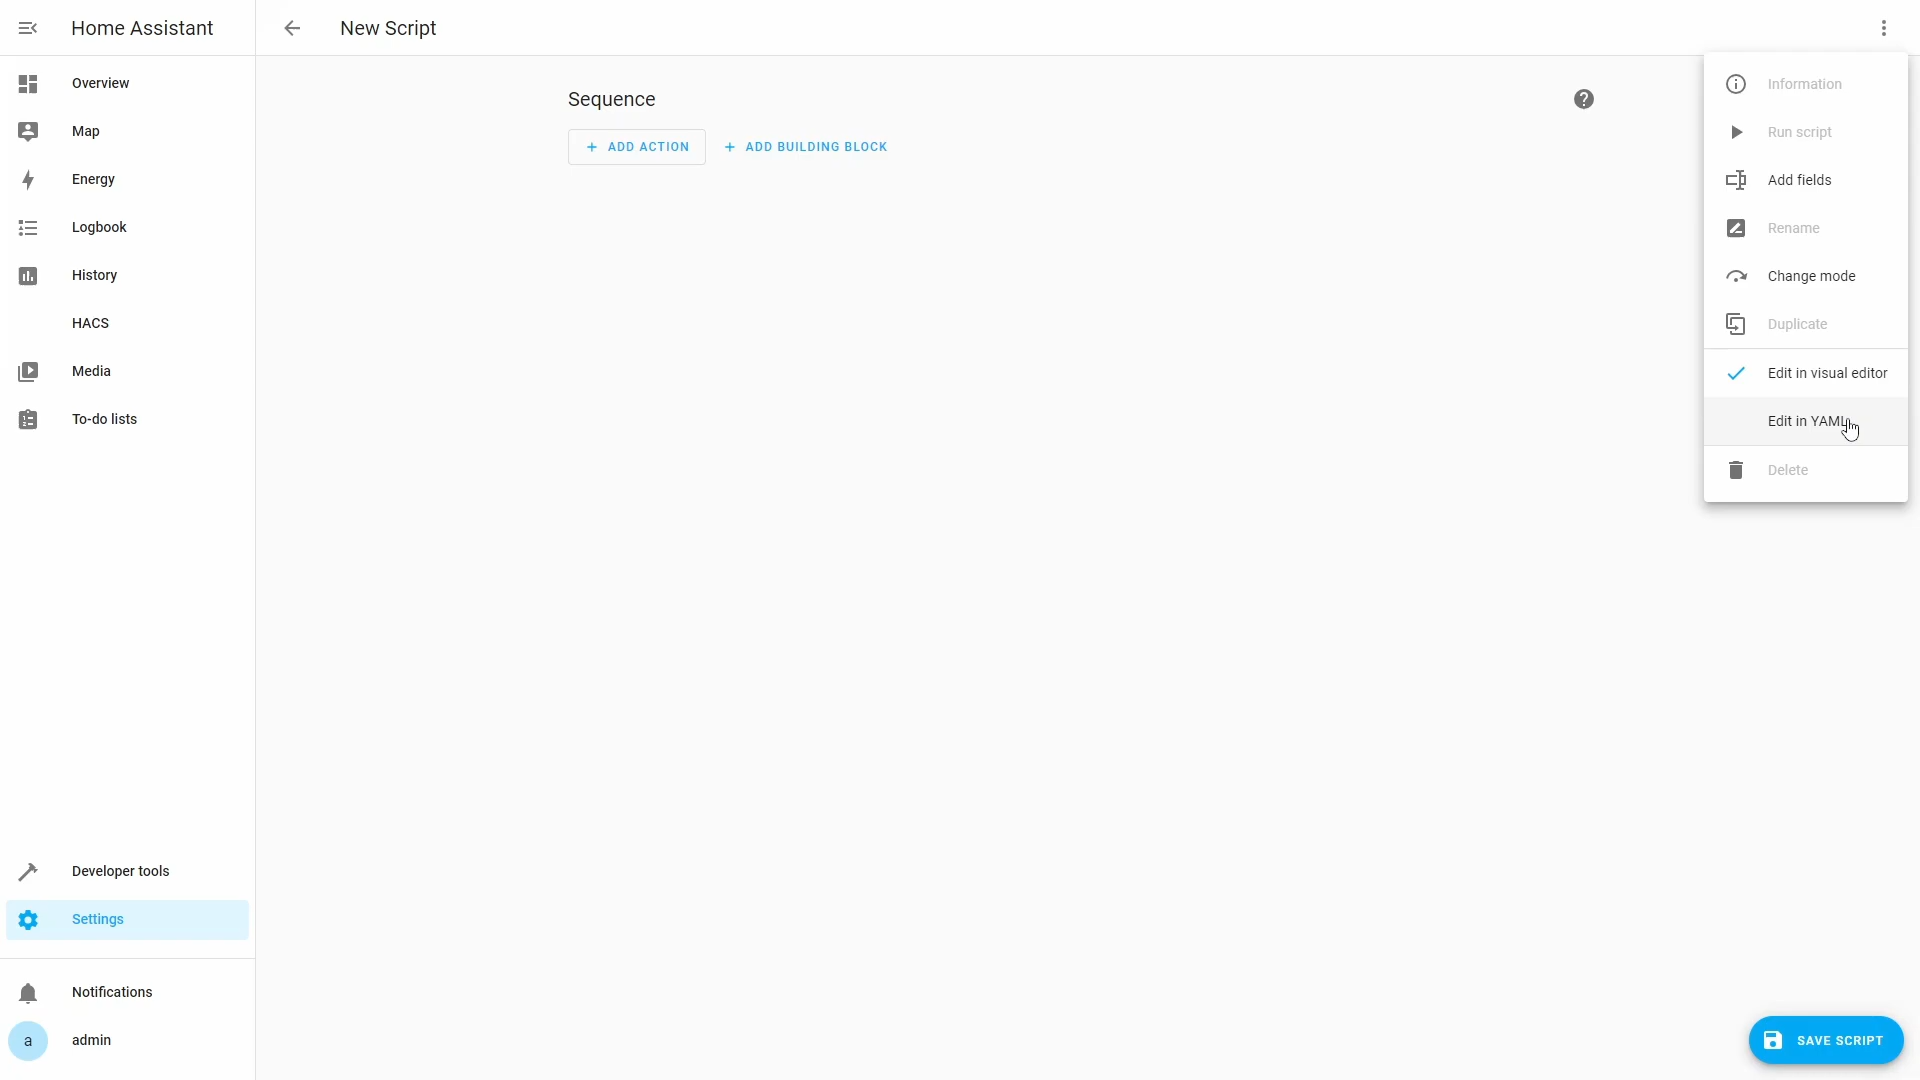 Home Assistant
New Script
Overview
Map
Energy
Logbook
History
HACS
Media
To-do lists
Developer tools
Settings
Notifications
a
admin
Sequence
ADD ACTION
ADD BUILDING BLOCK
Information
Run script
Add fields
Rename
Change mode
Duplicate
Edit in visual editor
Edit in YAML
Delete
SAVE SCRIPT